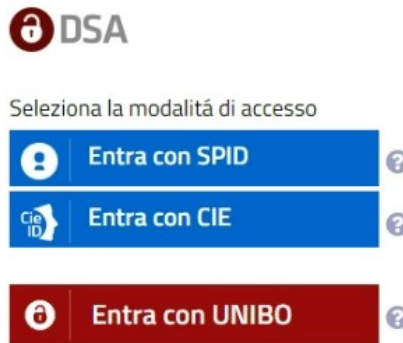 DSA
Seleziona la modalitá di accesso
Entra con SPID
?
Cie
ID
Entra con CIE
?
Entra con UNIBO
?